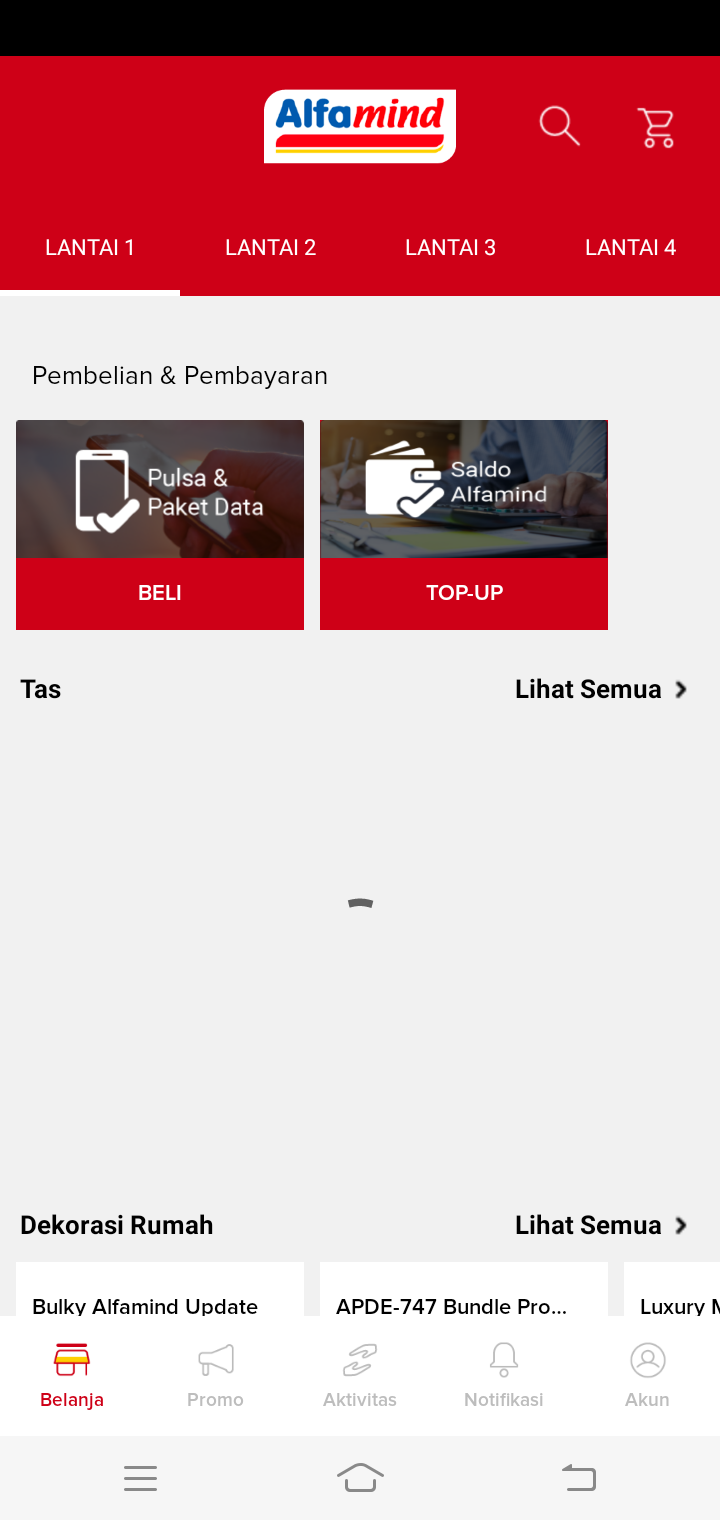 Alfamind
LANTAI 1
LANTAI 2
LANTAI 3
LANTAI 4
Pembelian & Pembayaran
Pulsa &
Paket Data
Saldo
Alfamind
BELI
TOP-UP
Tas
Lihat Semua
Dekorasi Rumah
Lihat Semua
Bulky Alfamind Update
APDE-747 Bundle Pro...
Luxury M
Belanja
Promo
Aktivitas
Notifikasi
Akun